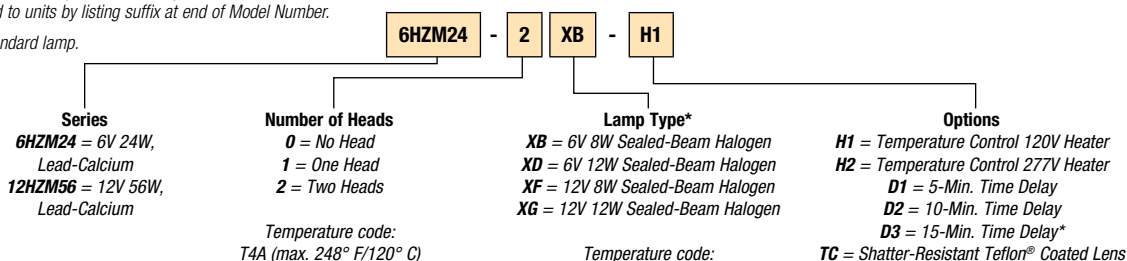 d to units by listing suffix at end of Model Number.
ndard lamp.
6HZM24 - 2 XB - H1
Series
6HZM24 = 6V 24W,
Lead-Calcium
12HZM56 = 12V 56W,
Lead-Calcium
Number of Heads
0 = No Head
1 = One Head
2 = Two Heads
Temperature code:
T4A (max. 248° F/120° C)
Lamp Type*
XB = 6V 8W Sealed-Beam Halogen
XD = 6V 12W Sealed-Beam Halogen
XF = 12V 8W Sealed-Beam Halogen
XG = 12V 12W Sealed-Beam Halogen
Temperature code:
Options
H1 = Temperature Control 120V Heater
H2 = Temperature Control 277V Heater
D1 = 5-Min. Time Delay
D2 = 10-Min. Time Delay
D3 = 15-Min. Time Delay*
TC = Shatter-Resistant Teflon® Coated Lens